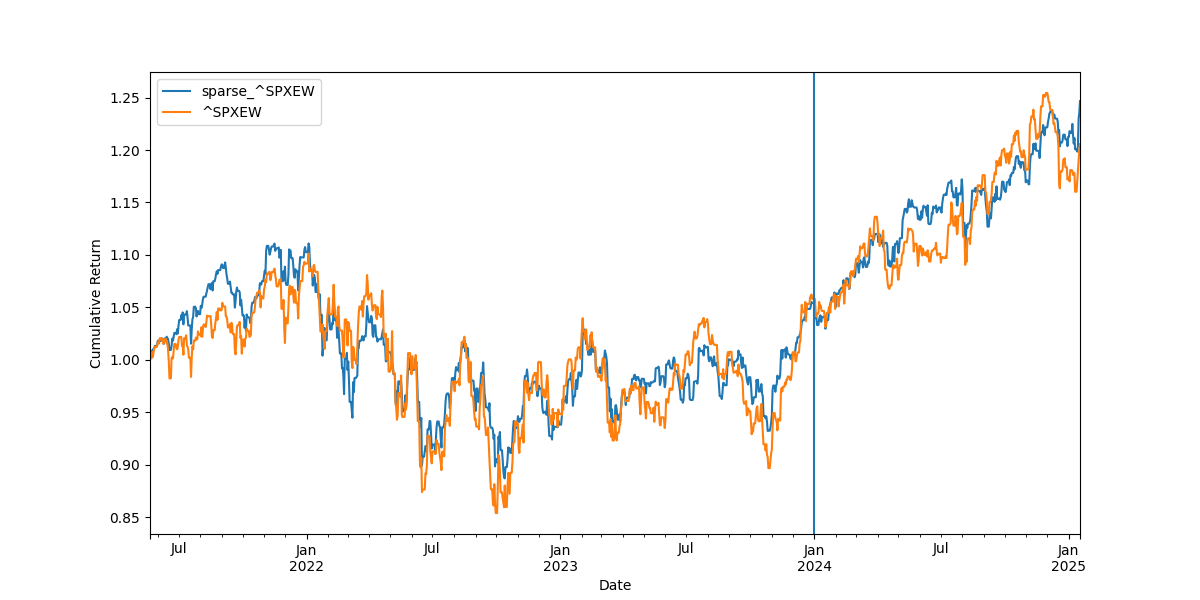 sparse_^SPXEW
^SPXEW
1.25
1.20
1.15
1.10
1.05
1.00
0.95
0.90
0.85
Cumulative Return
Jul Jan Jul Jan Jul Jan Jul Jan
2022 2023 2024 2025
Date